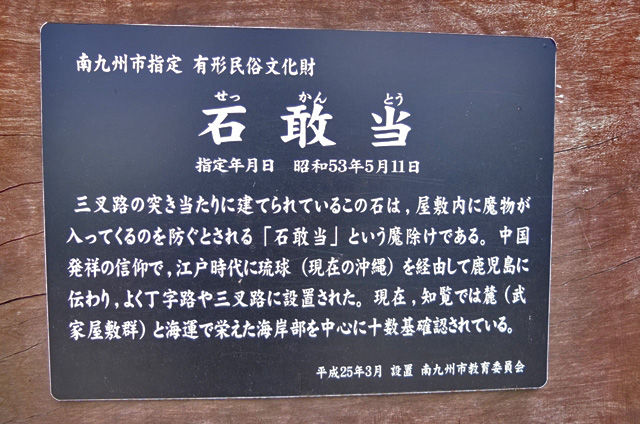 南九州市指定 有形民俗文化財
せっ かん とう
石敢当
指定年月日 昭和53年5月11日
三叉路の突き当たりに建てられているこの石は，屋敷内に魔物が
入ってくるのを防ぐとされる「石敢当」という魔除けである。中国
発祥の信仰で，江戸時代に琉球（現在の沖縄）を経由して鹿児島に
伝わり，よく丁字路や三叉路に設置された。現在，知覧では麓（武
家屋敷群）と海運で栄えた海岸部を中心に十数基確認されている。
平成25年3月 設置 南九州市教育委員会